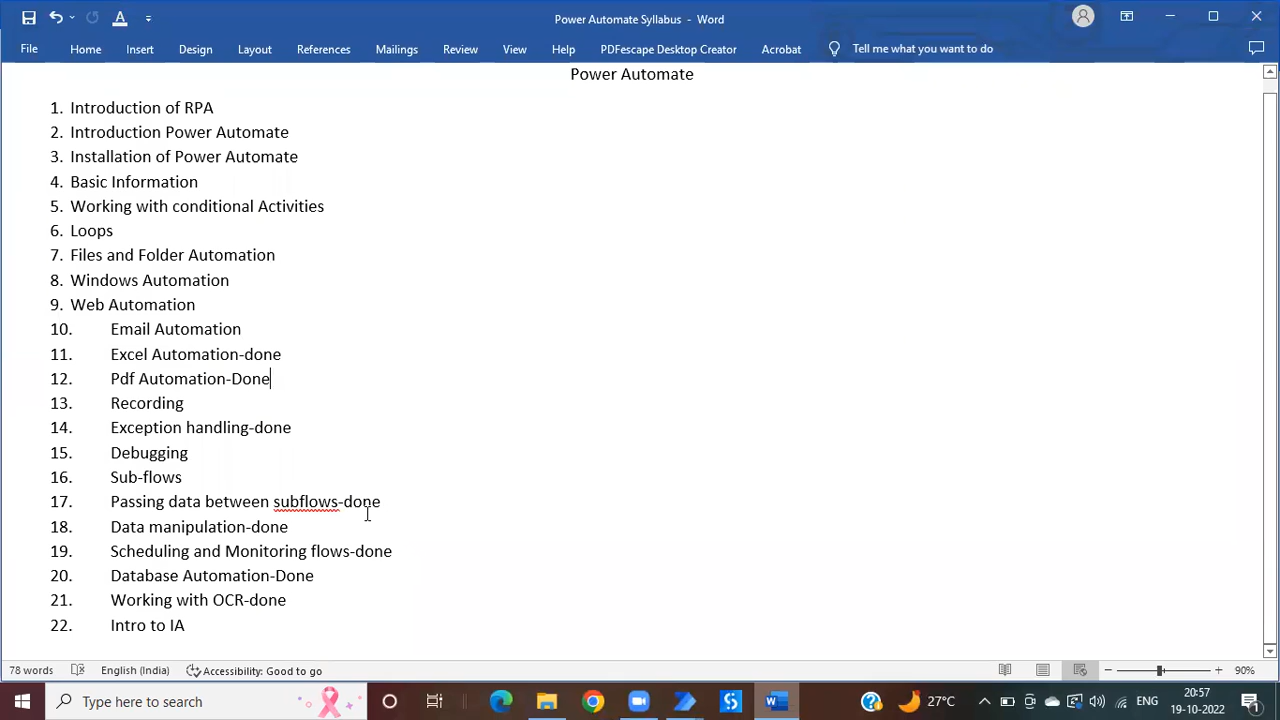 Power Automate Syllabus - Word
File Home Insert Design Layout References Mailings Review View Help PDFescape Desktop Creator Acrobat Tell me what you want to do
Power Automate
1. Introduction of RPA
2. Introduction Power Automate
3. Installation of Power Automate
4. Basic Information
5. Working with conditional Activities
6. Loops
7. Files and Folder Automation
8. Windows Automation
9. Web Automation
10. Email Automation
11. Excel Automation-done
12. Pdf Automation-Done
13. Recording
14. Exception handling-done
15. Debugging
16. Sub-flows
17. Passing data between subflows-done
18. Data manipulation-done
19. Scheduling and Monitoring flows-done
20. Database Automation-Done
21. Working with OCR-done
22. Intro to IA
78 words English (India) Accessibility: Good to go 90%
Type here to search 27°C ENG 20:57
19-10-2022